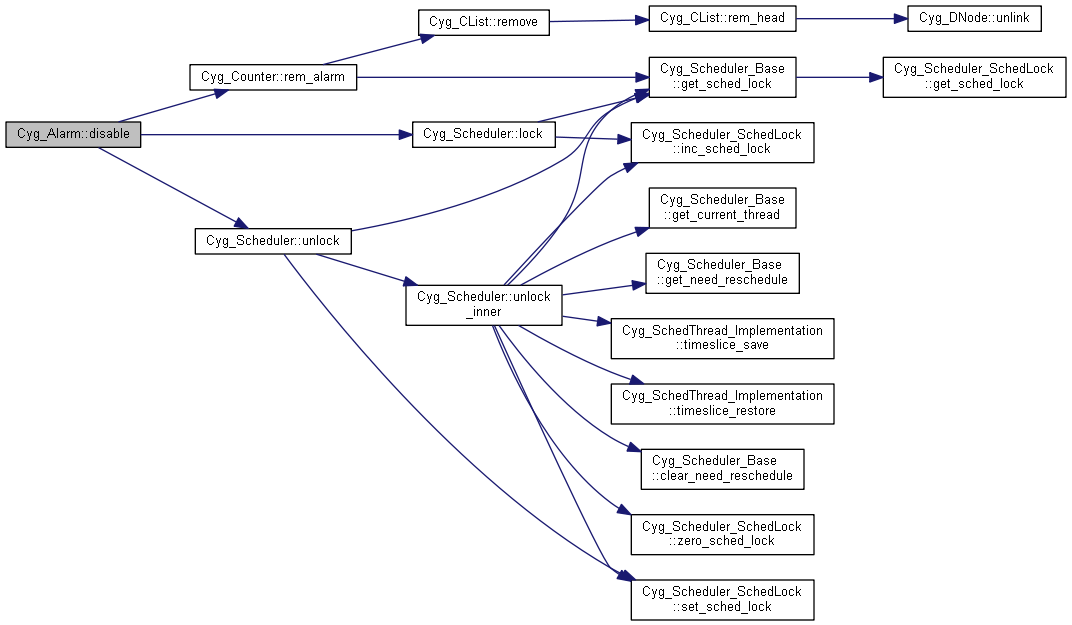 Cyg_CList::remove
Cyg_CList::rem_head
Cyg_DNode::unlink
Cyg_Counter::rem_alarm
Cyg_Scheduler_Base
::get_sched_lock
Cyg_Scheduler_SchedLock
::get_sched_lock
Cyg_Alarm::disable
Cyg_Scheduler::lock
Cyg_Scheduler_SchedLock
::inc_sched_lock
Cyg_Scheduler_Base
::get_current_thread
Cyg_Scheduler::unlock
Cyg_Scheduler_Base
::get_need_reschedule
Cyg_Scheduler::unlock
_inner
Cyg_SchedThread_Implementation
::timeslice_save
Cyg_SchedThread_Implementation
::timeslice_restore
Cyg_Scheduler_Base
::clear_need_reschedule
Cyg_Scheduler_SchedLock
::zero_sched_lock
Cyg_Scheduler_SchedLock
::set_sched_lock